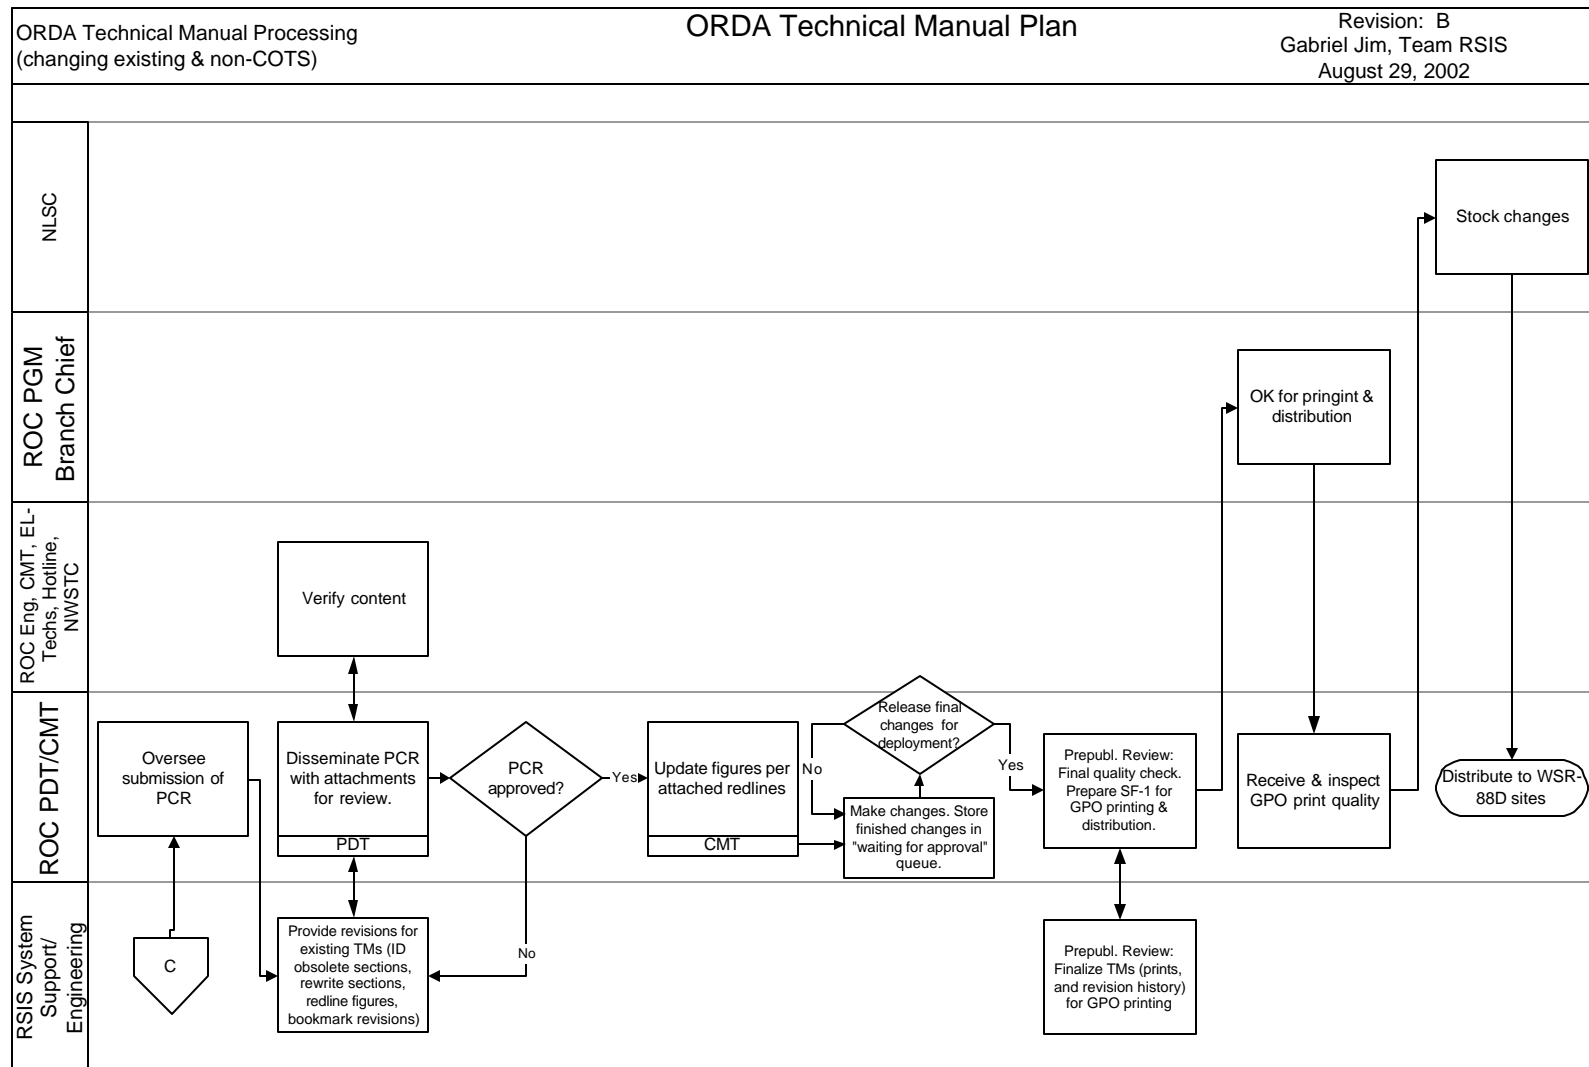 ORDA Technical Manual Processing
(changing existing & non-COTS)
ORDA Technical Manual Plan
Revision: B
Gabriel Jim, Team RSIS
August 29, 2002
NLSC
Stock changes
ROC PGM
Branch Chief
OK for pringint &
distribution
ROC Eng, CMT, EL-
Techs, Hotline,
NWSTC
Verify content
ROC PDT/CMT
Oversee
submission of
PCR
Disseminate PCR
with attachments
for review.
PDT
PCR
approved?
Yes
No
Update figures per
attached redlines
CMT
Release final
changes for
deployment?
No
Yes
Make changes. Store
finished changes in
"waiting for approval"
queue.
Prepubl. Review:
Final quality check.
Prepare SF-1 for
GPO printing &
distribution.
Receive & inspect
GPO print quality
Distribute to WSR-
88D sites
RSIS System
Support/
Engineering
C
Provide revisions for
existing TMs (ID
obsolete sections,
rewrite sections,
redline figures,
bookmark revisions)
Prepubl. Review:
Finalize TMs (prints,
and revision history)
for GPO printing